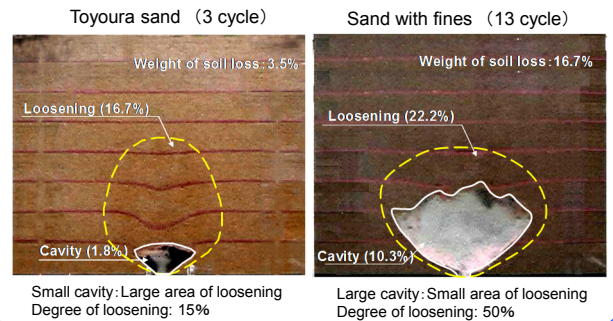 Toyoura sand （3 cycle）
Weight of soil loss：3.5%
Loosening (16.7%)
Cavity (1.8%)
Small cavity：Large area of loosening
Degree of loosening: 15%
Sand with fines （13 cycle）
Weight of soil loss：16.7%
Loosening (22.2%)
Cavity (10.3%)
Large cavity：Small area of loosening
Degree of loosening: 50%